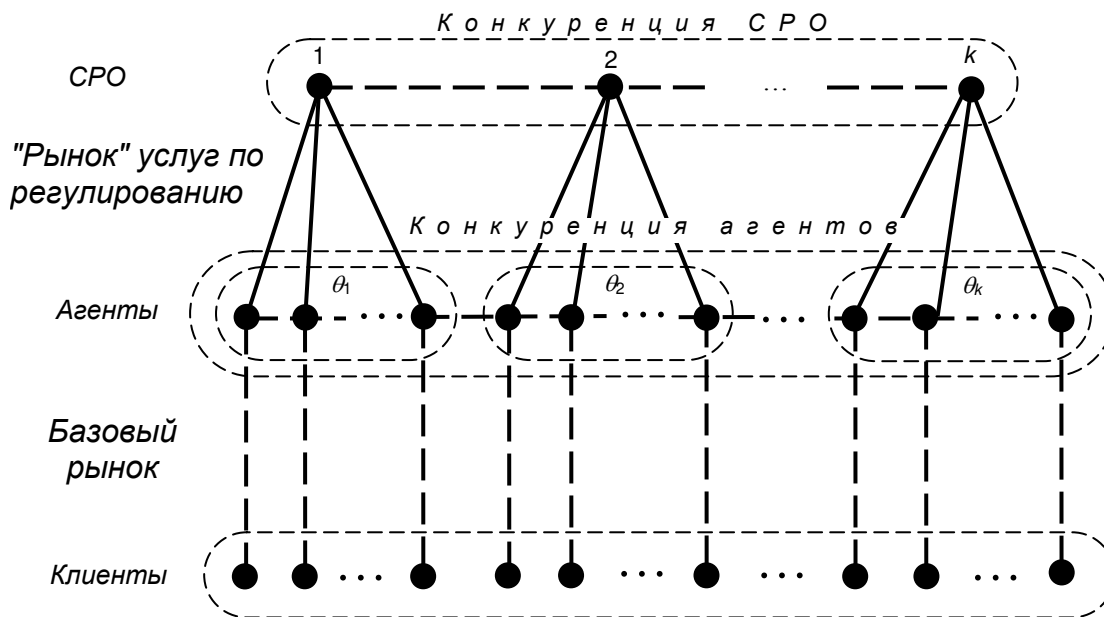 Конкуренция СРО
1
2
k
СРО
...
"Рынок" услуг по
регулированию
Конкуренция агентов
θ1
θ2
θk
Агенты
... ... ... ...
Базовый
рынок
Клиенты
... ... ... ...